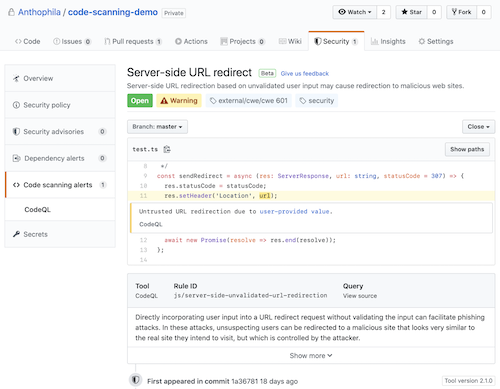 Anthophila / code-scanning-demo Private
Watch 2 Star 0 Fork 0
Code Issues 0 Pull requests 1 Actions Projects 0 Wiki Security 1 Insights Settings
Overview
Security policy
Security advisories 0
Dependency alerts 0
Code scanning alerts 1
CodeQL
Secrets
Server-side URL redirect Beta Give us feedback
Server-side URL redirection based on unvalidated user input may cause redirection to malicious web sites.
Open Warning external/cwe/cwe 601 security
Branch: master Close
test.ts Show paths
8 */
9 const sendRedirect = async (res: ServerResponse, url: string, statusCode = 307) => {
10 res.statusCode = statusCode;
11 res.setHeader('Location', url);
Untrusted URL redirection due to user-provided value.
CodeQL
12 await new Promise(resolve => res.end(resolve));
13 };
14
Tool Rule ID Query
CodeQL js/server-side-unvalidated-url-redirection View source
Directly incorporating user input into a URL redirect request without validating the input can facilitate phishing
attacks. In these attacks, unsuspecting users can be redirected to a malicious site that looks very similar to
the real site they intend to visit, but which is controlled by the attacker.
Show more
First appeared in commit 1a36781 18 days ago
Tool version 2.1.0